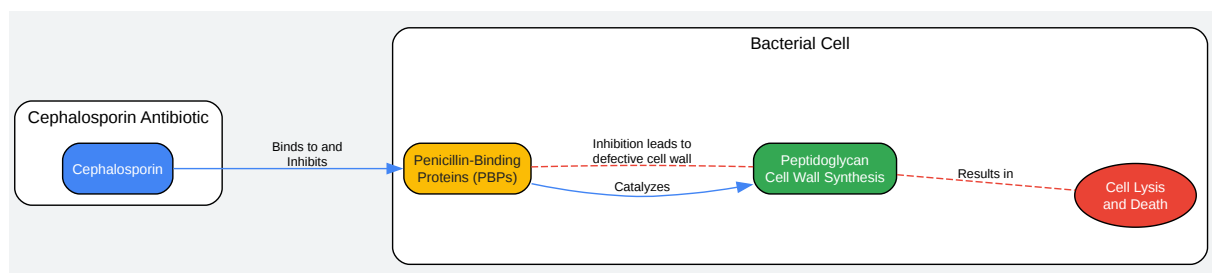 Bacterial Cell
Cephalosporin Antibiotic
Cephalosporin
Binds to and
Inhibits
Penicillin-Binding
Proteins (PBPs)
Inhibition leads to
defective cell wall
Catalyzes
Peptidoglycan
Cell Wall Synthesis
Results in
Cell Lysis
and Death